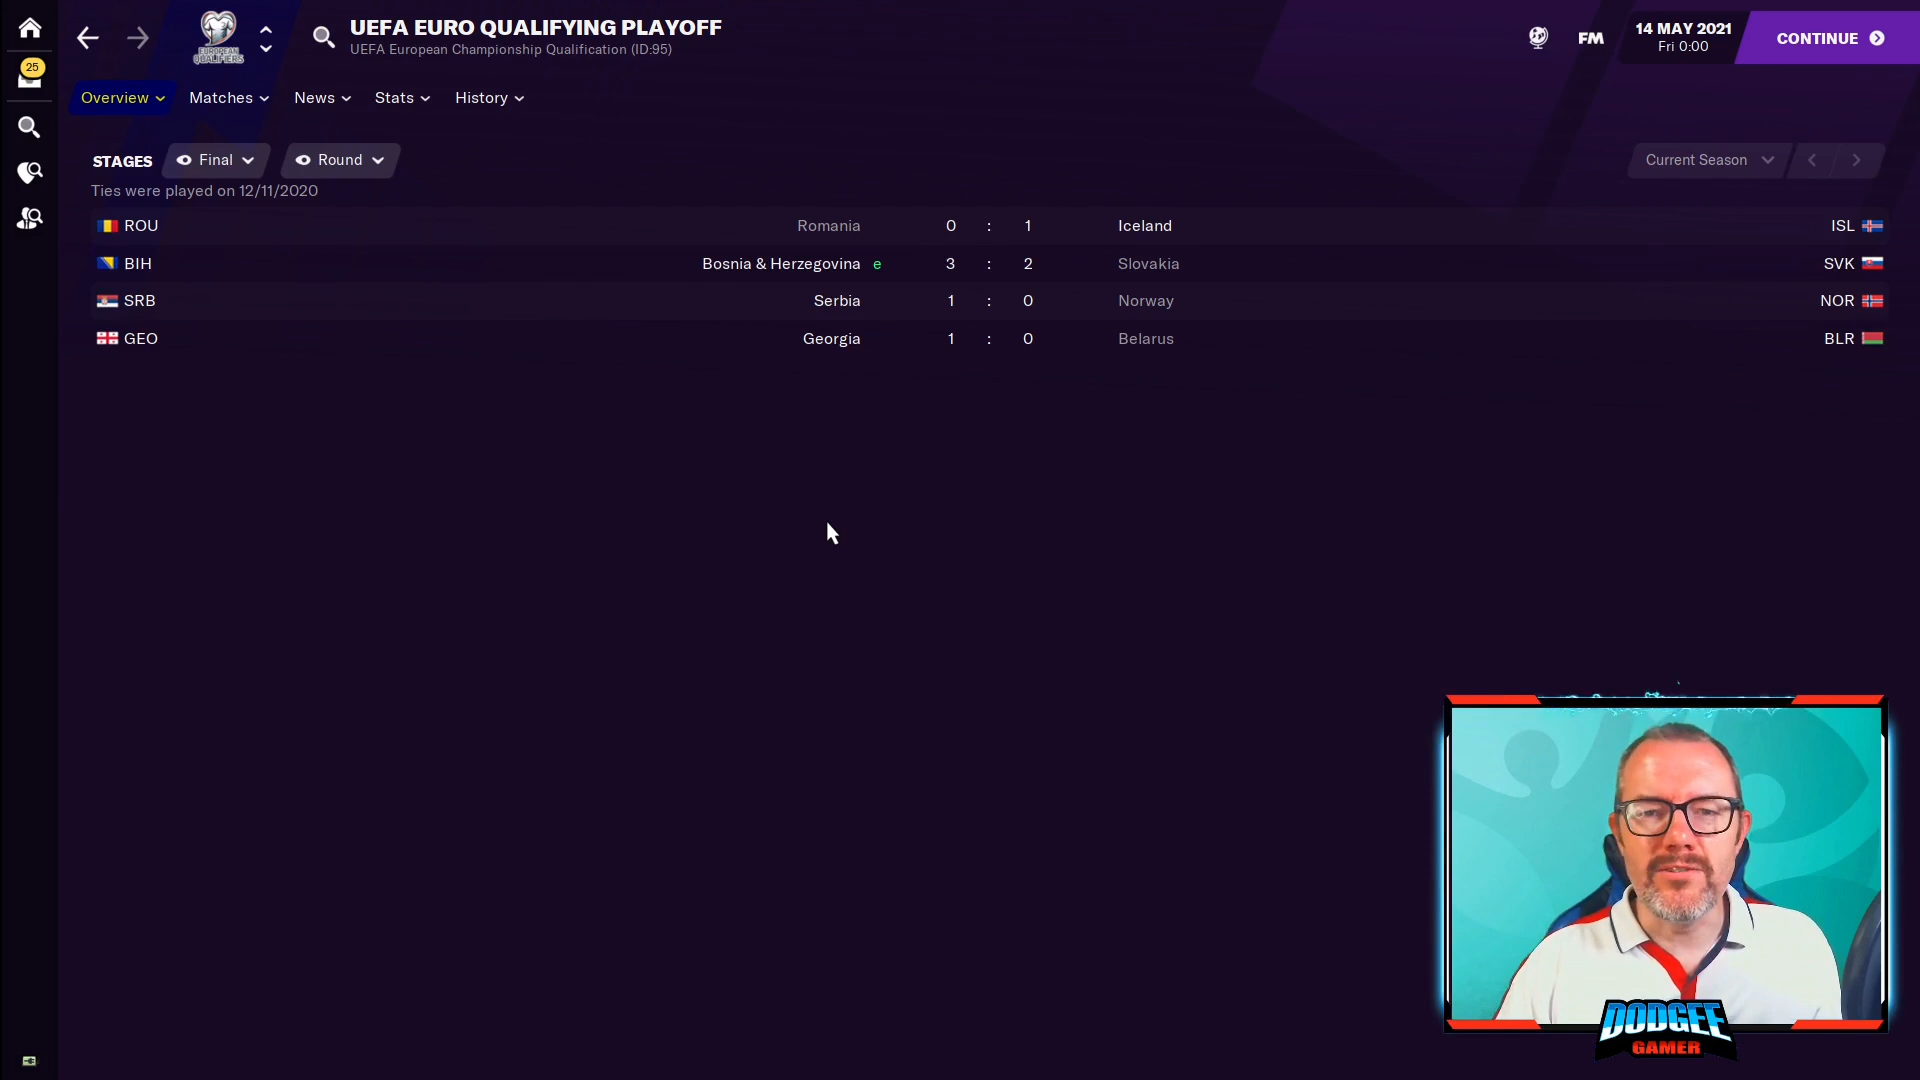 UEFA EURO QUALIFYING PLAYOFF
UEFA European Championship Qualification (ID:95)
EUROPEAN
QUALIFIERS
FM
14 MAY 2021
Fri 0:00
CONTINUE
25
Overview
Matches
News
Stats
History
STAGES
Final
Round
Current Season
Ties were played on 12/11/2020
ROU Romania 0 : 1 Iceland ISL
BIH Bosnia & Herzegovina e 3 : 2 Slovakia SVK
SRB Serbia 1 : 0 Norway NOR
GEO Georgia 1 : 0 Belarus BLR
DODGEE
GAMER